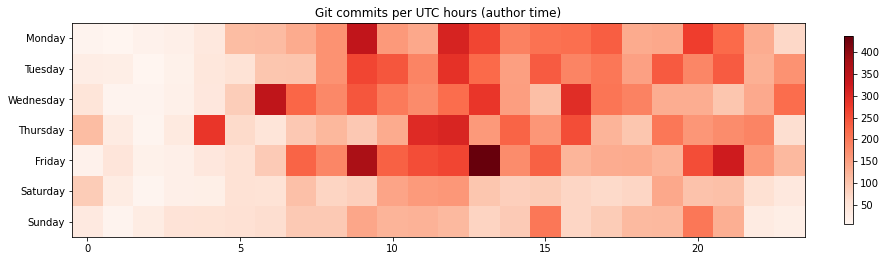 Git commits per UTC hours (author time)
Monday
Tuesday
Wednesday
Thursday
Friday
Saturday
Sunday
0 5 10 15 20
400
350
300
250
200
150
100
50